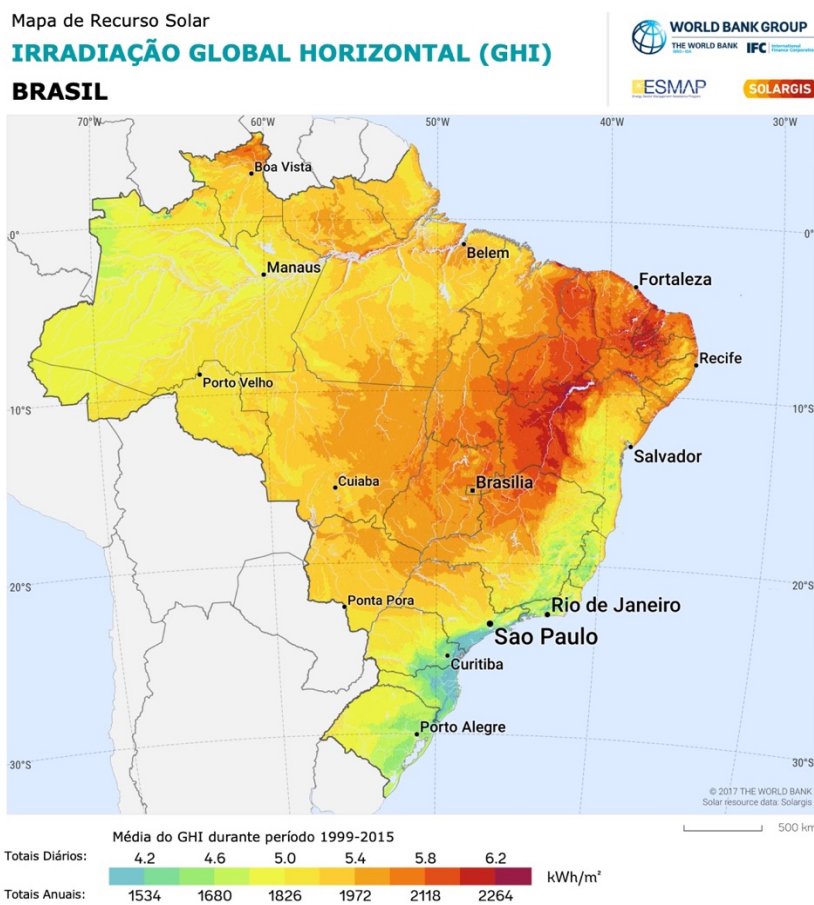 Mapa de Recurso Solar
IRRADIAÇÃO GLOBAL HORIZONTAL (GHI)
BRASIL
WORLD BANK GROUP
THE WORLD BANK IFC International
Finance Corporation
ESMAP
SOLARGIS
70°W 60°W 50°W 40°W 30°W
Boa Vista
0° 0°
Belem
Manaus
Fortaleza
Recife
Porto Velho
10°S 10°S
Salvador
Cuiaba
Brasilia
20°S 20°S
Ponta Pora
Rio de Janeiro
Sao Paulo
Curitiba
Porto Alegre
30°S 30°S
© 2017 THE WORLD BANK
Solar resource data: Solargis
500 km
Média do GHI durante período 1999-2015
Totais Diários: 4.2 4.6 5.0 5.4 5.8 6.2
kWh/m²
Totais Anuais: 1534 1680 1826 1972 2118 2264